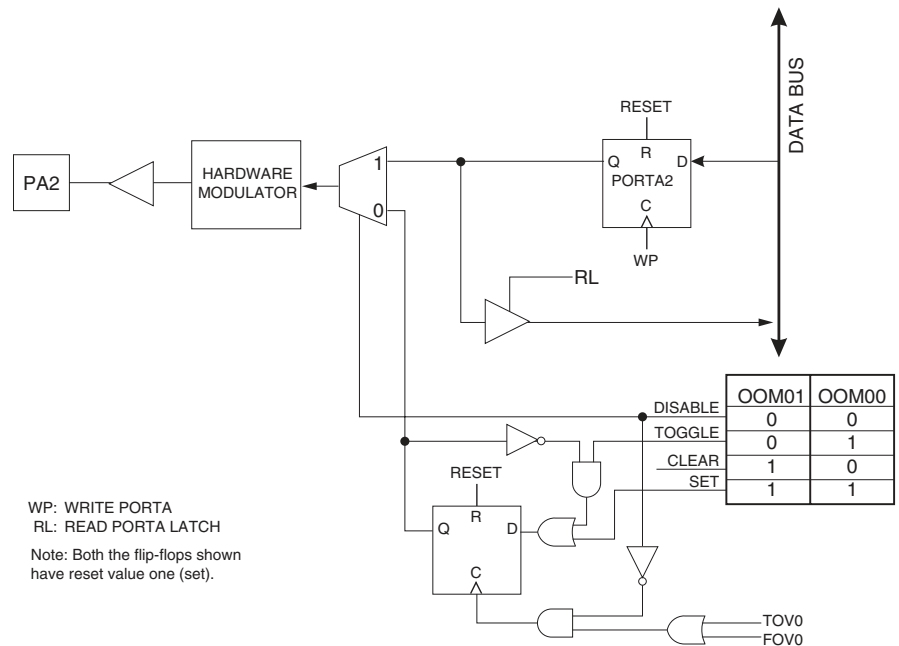 DATA BUS
RESET
R
Q
D
PORTA2
C
WP
PA2
HARDWARE
MODULATOR
1
0
RL
OOM01 OOM00
DISABLE 0 0
TOGGLE 0 1
CLEAR 1 0
SET 1 1
RESET
R
Q
D
C
TOV0
FOV0
WP: WRITE PORTA
RL: READ PORTA LATCH
Note: Both the flip-flops shown
have reset value one (set).